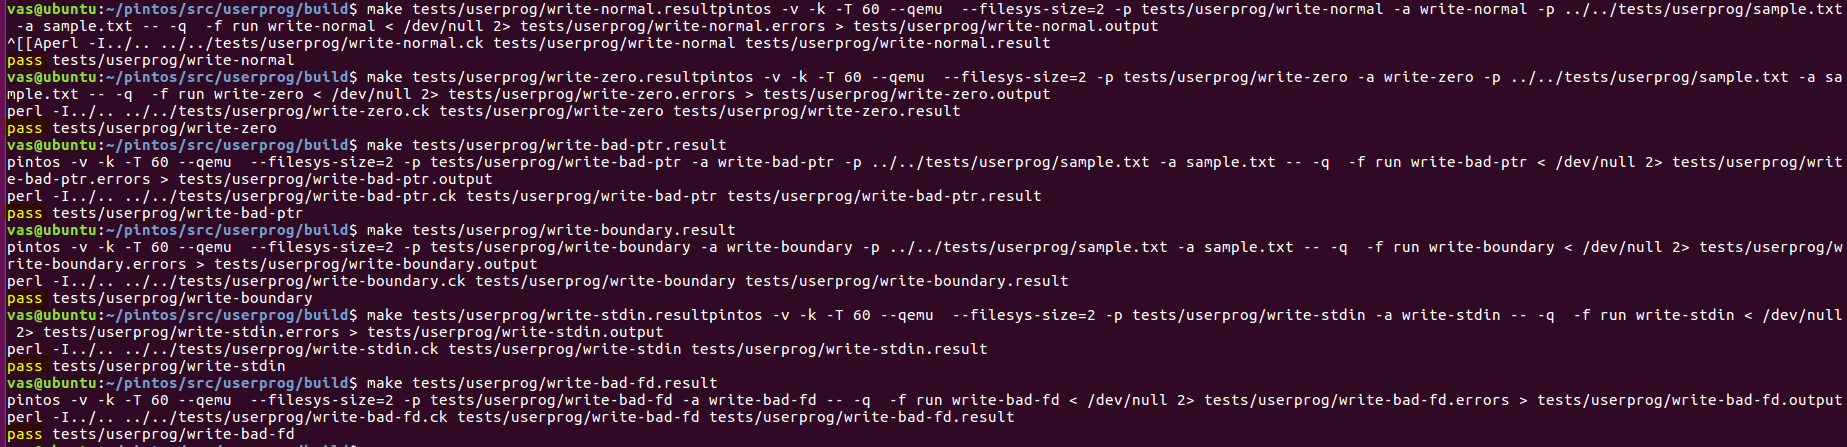 vas@ubuntu:~/pintos/src/userprog/build$ make tests/userprog/write-normal.resultpintos -v -k -T 60 --qemu  --filesys-size=2 -p tests/userprog/write-normal -a write-normal -p ../../tests/userprog/sample.txt
 -a sample.txt -- -q  -f run write-normal < /dev/null 2> tests/userprog/write-normal.errors > tests/userprog/write-normal.output
^[[Aperl -I../.. ../../tests/userprog/write-normal.ck tests/userprog/write-normal tests/userprog/write-normal.result
pass tests/userprog/write-normal
vas@ubuntu:~/pintos/src/userprog/build$ make tests/userprog/write-zero.resultpintos -v -k -T 60 --qemu  --filesys-size=2 -p tests/userprog/write-zero -a write-zero -p ../../tests/userprog/sample.txt -a sa
mple.txt -- -q  -f run write-zero < /dev/null 2> tests/userprog/write-zero.errors > tests/userprog/write-zero.output
perl -I../.. ../../tests/userprog/write-zero.ck tests/userprog/write-zero tests/userprog/write-zero.result
pass tests/userprog/write-zero
vas@ubuntu:~/pintos/src/userprog/build$ make tests/userprog/write-bad-ptr.result
pintos -v -k -T 60 --qemu  --filesys-size=2 -p tests/userprog/write-bad-ptr -a write-bad-ptr -p ../../tests/userprog/sample.txt -a sample.txt -- -q  -f run write-bad-ptr < /dev/null 2> tests/userprog/writ
e-bad-ptr.errors > tests/userprog/write-bad-ptr.output
perl -I../.. ../../tests/userprog/write-bad-ptr.ck tests/userprog/write-bad-ptr tests/userprog/write-bad-ptr.result
pass tests/userprog/write-bad-ptr
vas@ubuntu:~/pintos/src/userprog/build$ make tests/userprog/write-boundary.result
pintos -v -k -T 60 --qemu  --filesys-size=2 -p tests/userprog/write-boundary -a write-boundary -p ../../tests/userprog/sample.txt -a sample.txt -- -q  -f run write-boundary < /dev/null 2> tests/userprog/w
rite-boundary.errors > tests/userprog/write-boundary.output
perl -I../.. ../../tests/userprog/write-boundary.ck tests/userprog/write-boundary tests/userprog/write-boundary.result
pass tests/userprog/write-boundary
vas@ubuntu:~/pintos/src/userprog/build$ make tests/userprog/write-stdin.resultpintos -v -k -T 60 --qemu  --filesys-size=2 -p tests/userprog/write-stdin -a write-stdin -- -q  -f run write-stdin < /dev/null
 2> tests/userprog/write-stdin.errors > tests/userprog/write-stdin.output
perl -I../.. ../../tests/userprog/write-stdin.ck tests/userprog/write-stdin tests/userprog/write-stdin.result
pass tests/userprog/write-stdin
vas@ubuntu:~/pintos/src/userprog/build$ make tests/userprog/write-bad-fd.result
pintos -v -k -T 60 --qemu  --filesys-size=2 -p tests/userprog/write-bad-fd -a write-bad-fd -- -q  -f run write-bad-fd < /dev/null 2> tests/userprog/write-bad-fd.errors > tests/userprog/write-bad-fd.output
perl -I../.. ../../tests/userprog/write-bad-fd.ck tests/userprog/write-bad-fd tests/userprog/write-bad-fd.result
pass tests/userprog/write-bad-fd